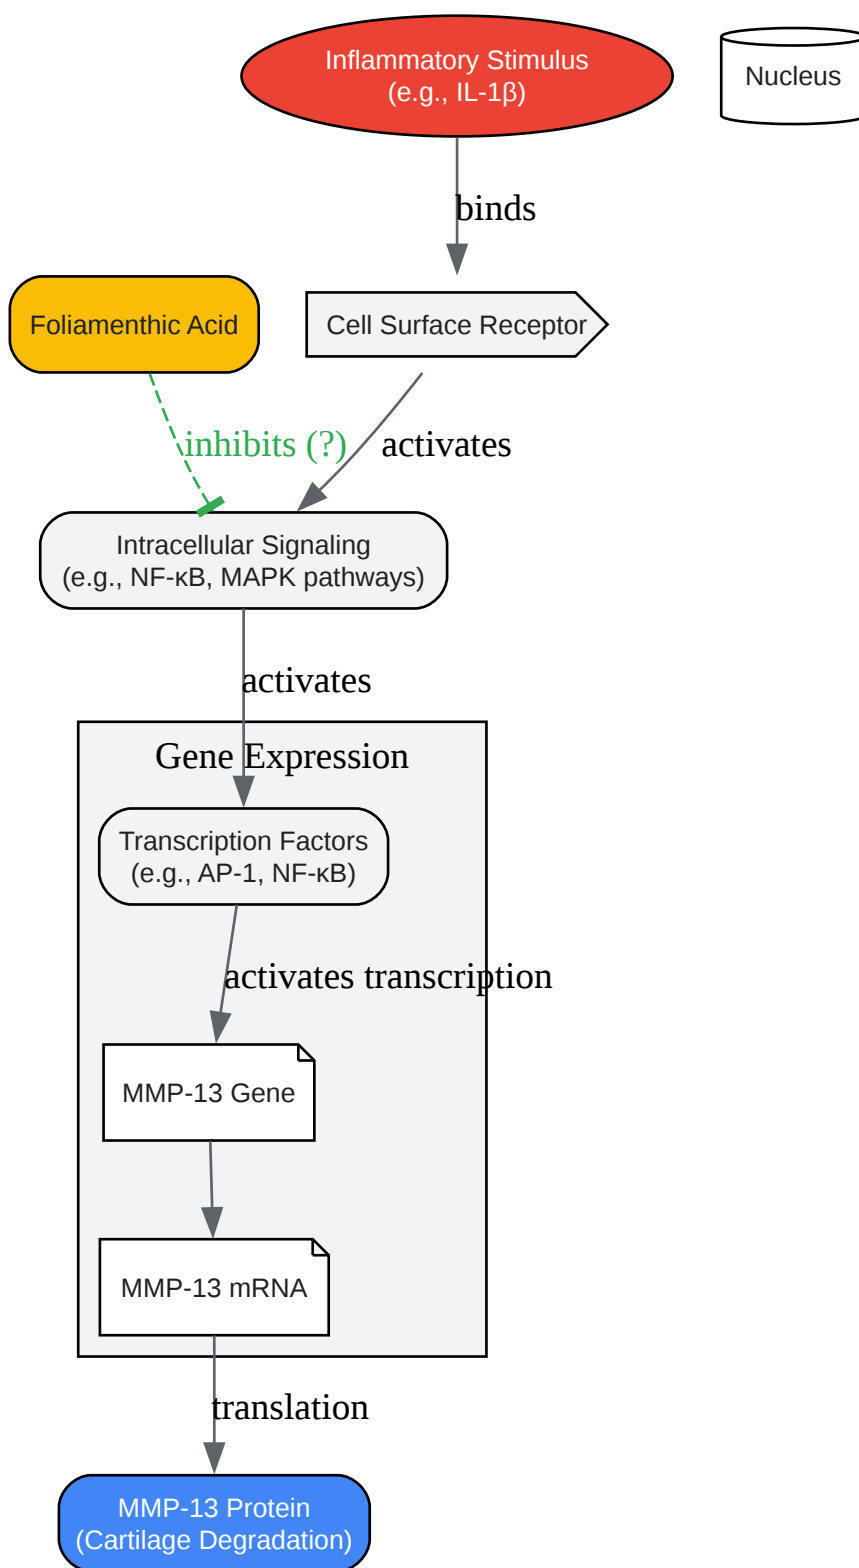 Inflammatory Stimulus
(e.g., IL-1β)
Nucleus
binds
Foliamenthic Acid
Cell Surface Receptor
inhibits (?)
activates
Intracellular Signaling
(e.g., NF-κB, MAPK pathways)
activates
Gene Expression
Transcription Factors
(e.g., AP-1, NF-κB)
activates transcription
MMP-13 Gene
MMP-13 mRNA
translation
MMP-13 Protein
(Cartilage Degradation)